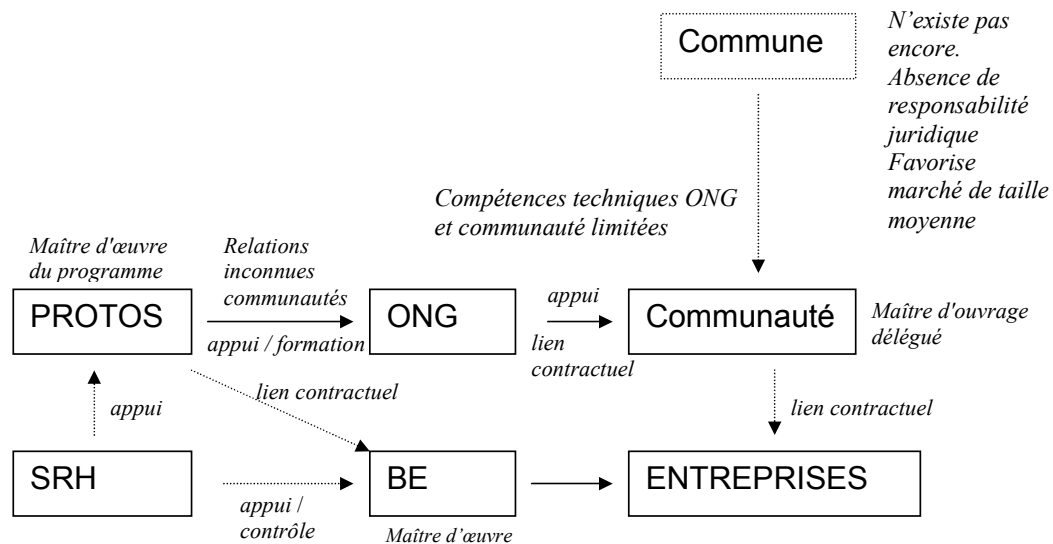 Commune
N’existe pas
encore.
Absence de
responsabilité
juridique
Favorise
marché de taille
moyenne
Compétences techniques ONG
et communauté limitées
Maître d'œuvre
du programme
Relations
inconnues
communautés
PROTOS
appui / formation
ONG
appui
lien
contractuel
Communauté
Maître d'ouvrage
délégué
appui
lien contractuel
lien contractuel
SRH
appui /
contrôle
BE
Maître d’œuvre
ENTREPRISES